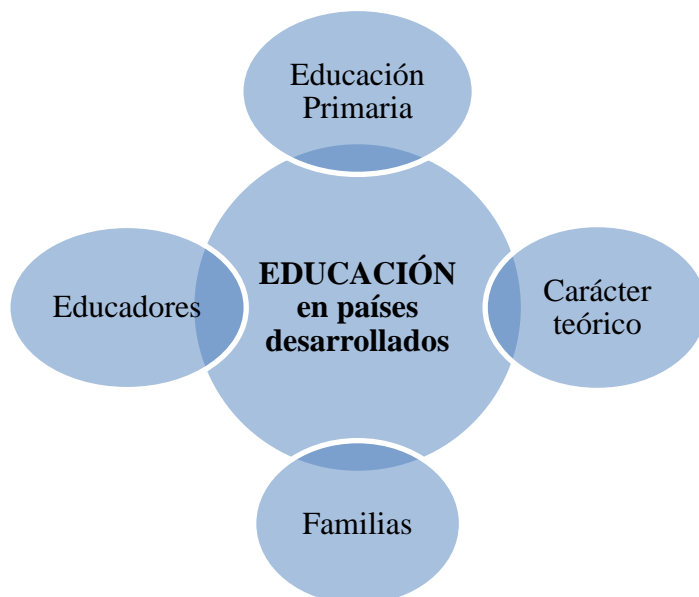 Educación
Primaria
Educadores
EDUCACIÓN
en países
desarrollados
Carácter
teórico
Familias